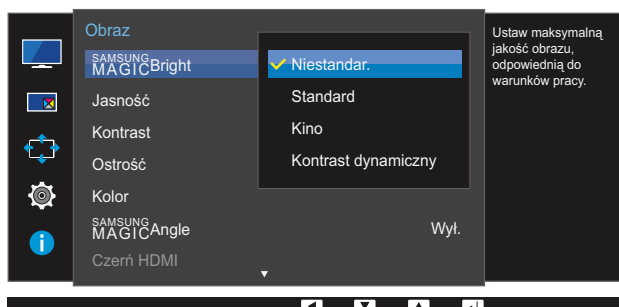 Obraz
SAMSUNG
MAGICBright
Niestandar.
Jasność
Standard
Kontrast
Kino
Ostrość
Kontrast dynamiczny
Kolor
SAMSUNG
MAGICAngle
Wył.
Czerń HDMI
Ustaw maksymalną
jakość obrazu,
odpowiednią do
warunków pracy.